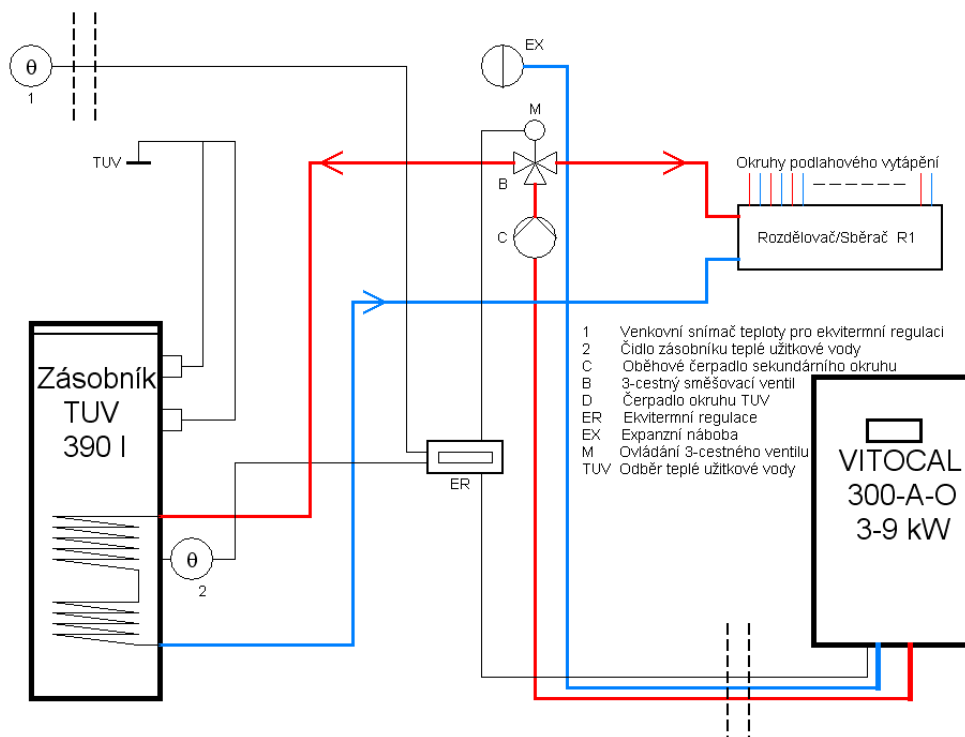 θ
1
EX
M
TUV
B
Okruhy podlahového vytápění
C
Rozdělovač/Sběrač R1
Zásobník
TUV
390 l
1 Venkovní snímač teploty pro ekvitermní regulaci
2 Čidlo zásobníku teplé užitkové vody
C Oběhové čerpadlo sekundárního okruhu
B 3-cestný směšovací ventil
D Čerpadlo okruhu TUV
ER Ekvitermní regulace
EX Expanzní náboba
M Ovládání 3-cestného ventilu
TUV Odběr teplé užitkové vody
VITOCAL
300-A-O
3-9 kW
ER
θ
2